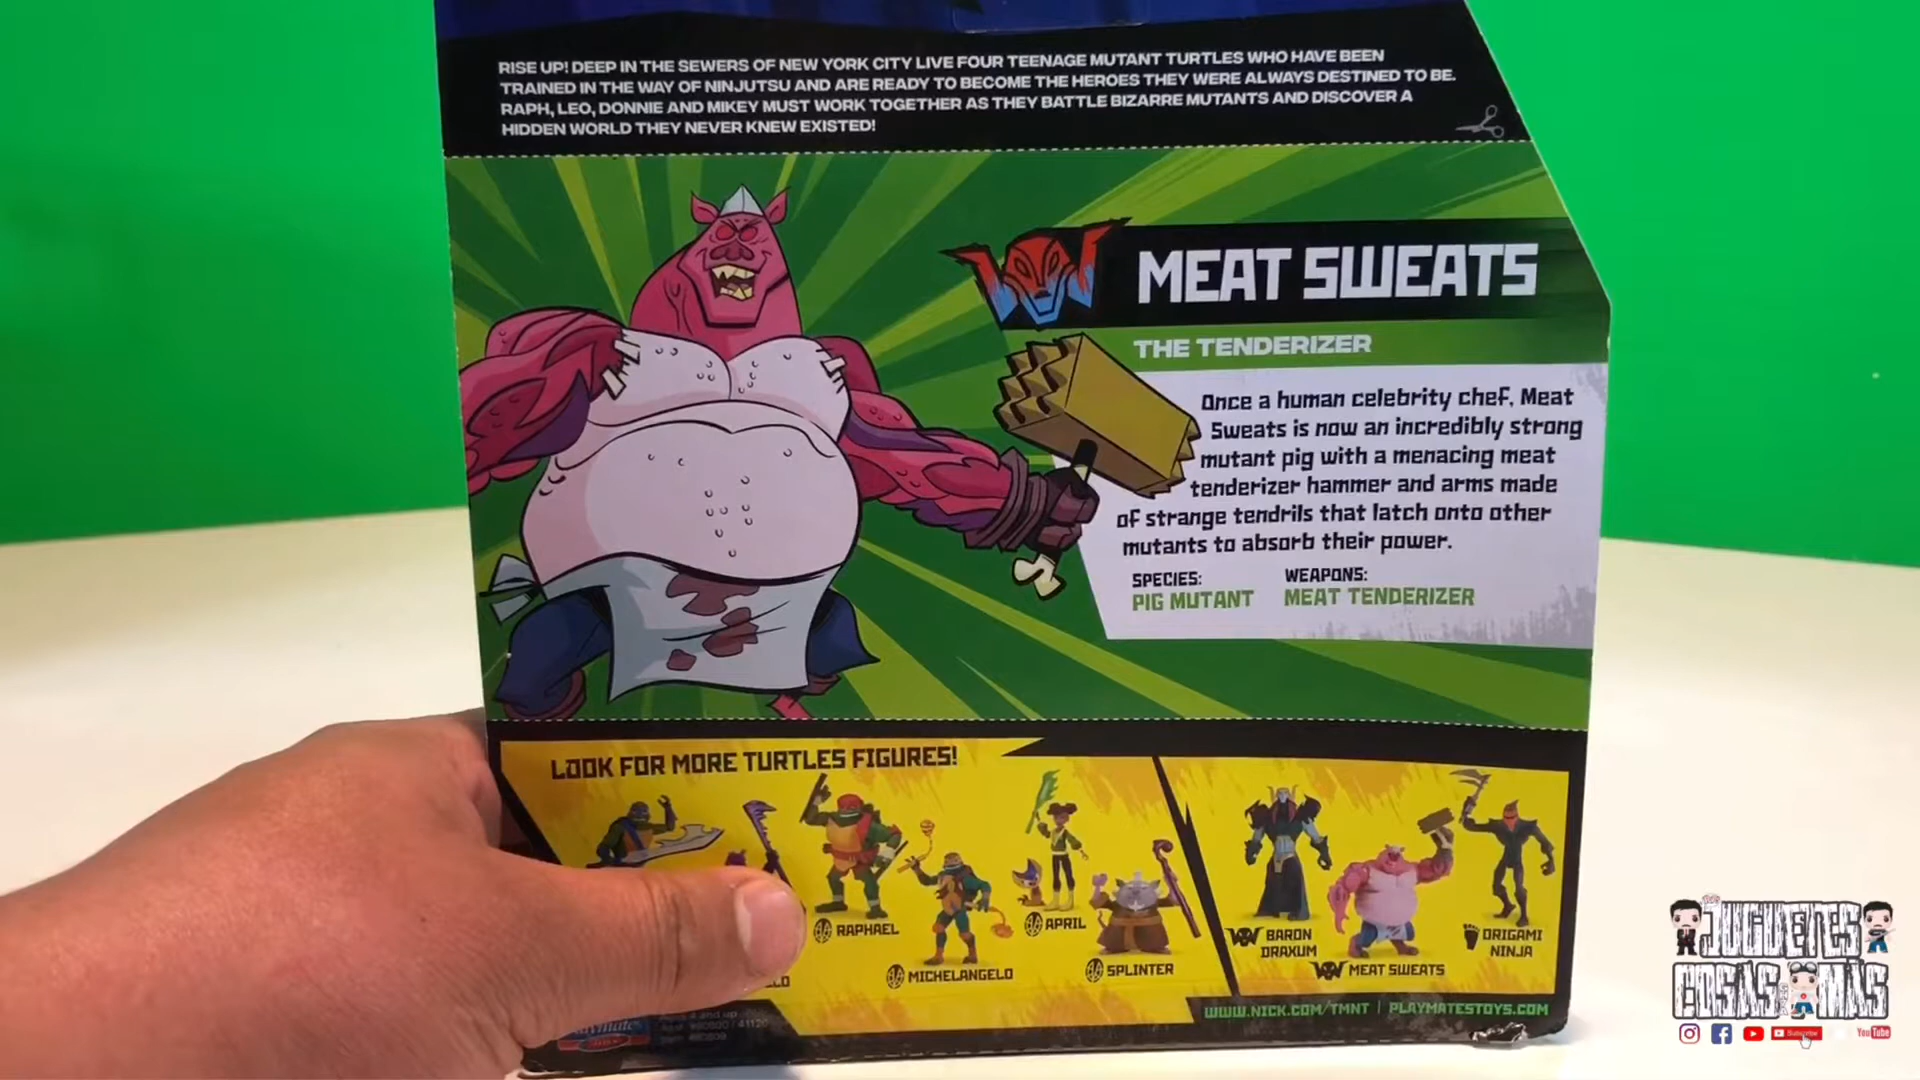 RISE UP! DEEP IN THE SEWERS OF NEW YORK CITY LIVE FOUR TEENAGE MUTANT TURTLES WHO HAVE BEEN
TRAINED IN THE WAY OF NINJUTSU AND ARE READY TO BECOME THE HEROES THEY WERE ALWAYS DESTINED TO BE.
RAPH, LEO, DONNIE AND MIKEY MUST WORK TOGETHER AS THEY BATTLE BIZARRE MUTANTS AND DISCOVER A
HIDDEN WORLD THEY NEVER KNEW EXISTED!
MEAT SWEATS
THE TENDERIZER
Once a human celebrity chef, Meat
Sweats is now an incredibly strong
mutant pig with a menacing meat
tenderizer hammer and arms made
of strange tendrils that latch onto other
mutants to absorb their power.
SPECIES:
PIG MUTANT
WEAPONS:
MEAT TENDERIZER
LOOK FOR MORE TURTLES FIGURES!
RAPHAEL
MICHELANGELO
APRIL
SPLINTER
BARON
DRAXUM
MEAT SWEATS
ORIGAMI
NINJA
WWW.NICK.COM/TMNT | PLAYMATESTOYS.COM
JUGUETES
COSAS Y MÁS
Subscribe
YouTube